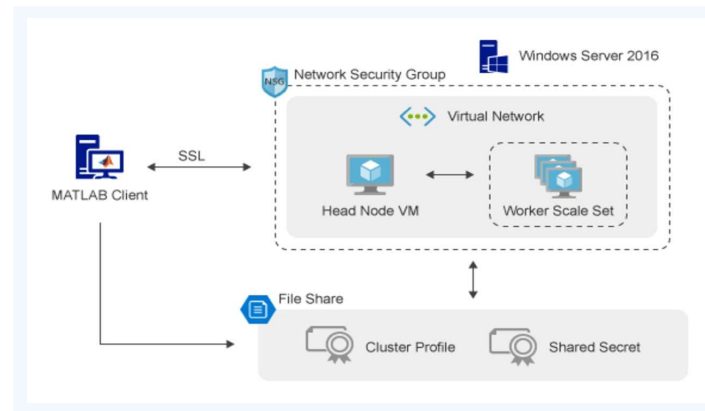 Windows Server 2016
NSG
Network Security Group
Virtual Network
SSL
MATLAB Client
Head Node VM
Worker Scale Set
File Share
Cluster Profile
Shared Secret